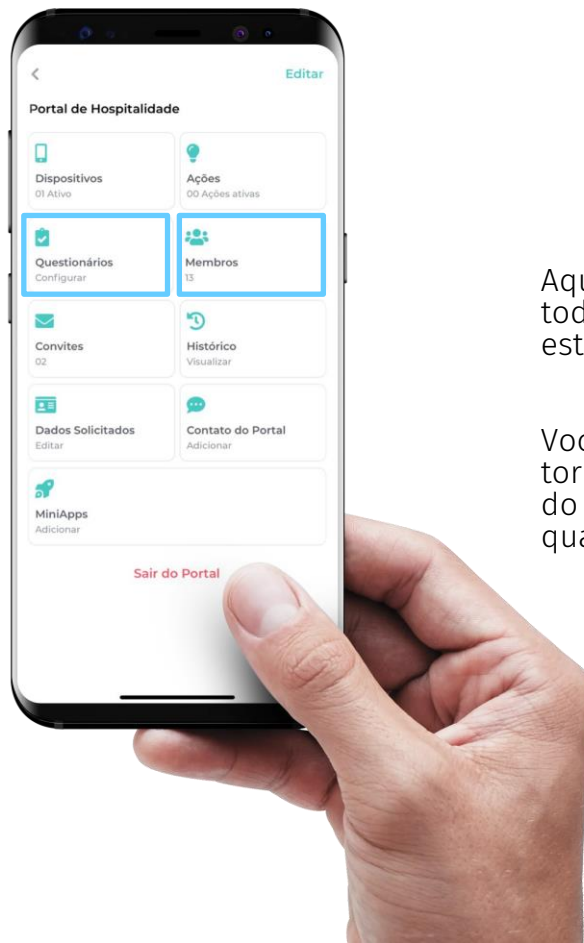 Editar
Portal de Hospitalidade
Dispositivos
01 Ativo
Ações
00 Ações ativas
Questionários
Configurar
Membros
13
Convites
02
Histórico
Visualizar
Dados Solicitados
Editar
Contato do Portal
Adicionar
MiniApps
Adicionar
Sair do Portal
do